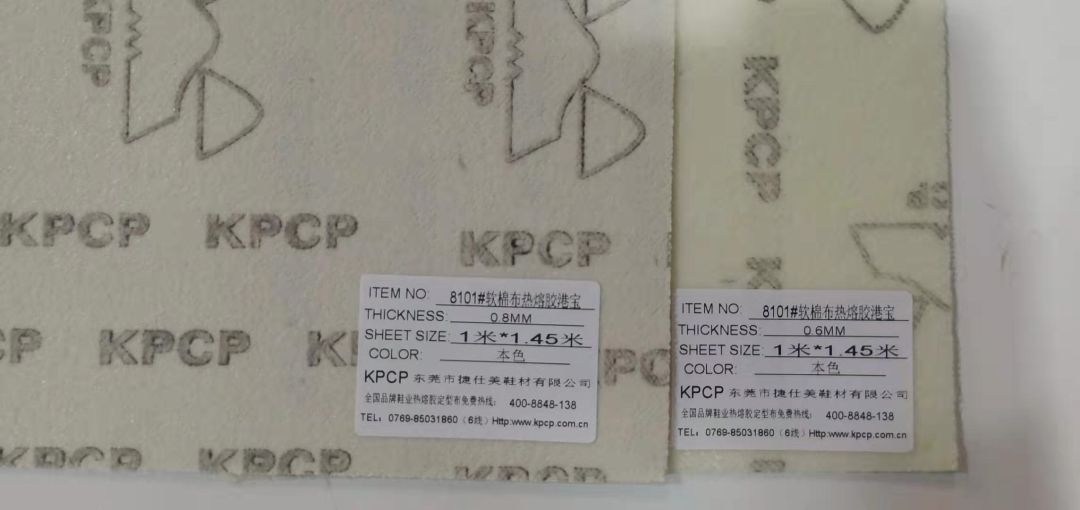 KPCP
KPCP
KPCP
KPCP
KPCP
KPCP
KPCP
KPCP
ITEM NO: 8101#软棉布热熔胶港宝
THICKNESS: 0.8MM
SHEET SIZE: 1米*1.45米
COLOR: 本色
KPCP 东莞市捷仕美鞋材有限公司
全国品牌鞋业热熔胶定型布免费热线: 400-8848-138
TEL: 0769-85031860 (6线) Http:www.kpcp.com.cn
ITEM NO: 8101#软棉布热熔胶港宝
THICKNESS: 0.6MM
SHEET SIZE: 1米*1.45米
COLOR: 本色
KPCP 东莞市捷仕美鞋材有限公司
全国品牌鞋业热熔胶定型布免费热线: 400-8848-138
TEL: 0769-85031860 (6线) Http:www.kpcp.com.cn
KPCP
KPCP
KPCP